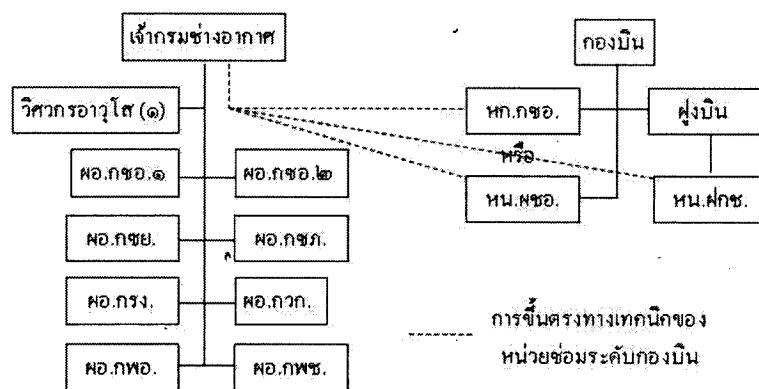 เจ้ากรมช่างอากาศ
กองบิน
วิศวกรอาวุโส (๑)
หก.กชอ.
ฝูงบิน
หรือ
ผอ.กซอ.๑
ผอ.กซอ.๒
หน.ผชอ.
หน.ฝกช.
ผอ.กชย.
ผอ.กชภ.
ผอ.กรง.
ผอ.กวก.
การขึ้นตรงทางเทคนิคของ
หน่วยซ่อมระดับกองบิน
ผอ.กพอ.
ผอ.กพช.